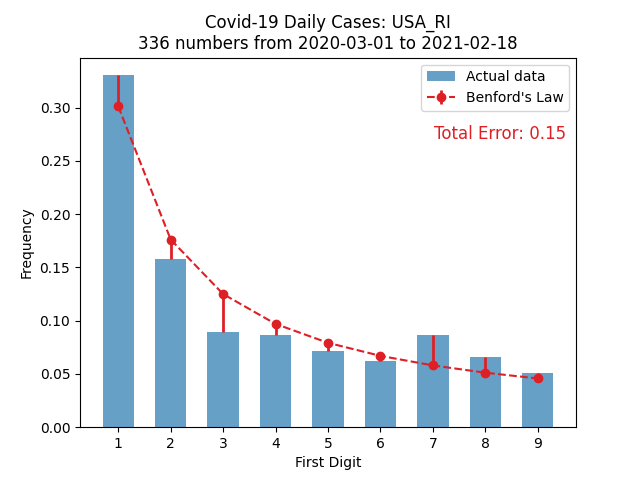 Covid-19 Daily Cases: USA_RI
336 numbers from 2020-03-01 to 2021-02-18
Actual data
Benford's Law
Total Error: 0.15
Frequency
0.30
0.25
0.20
0.15
0.10
0.05
0.00
1 2 3 4 5 6 7 8 9
First Digit